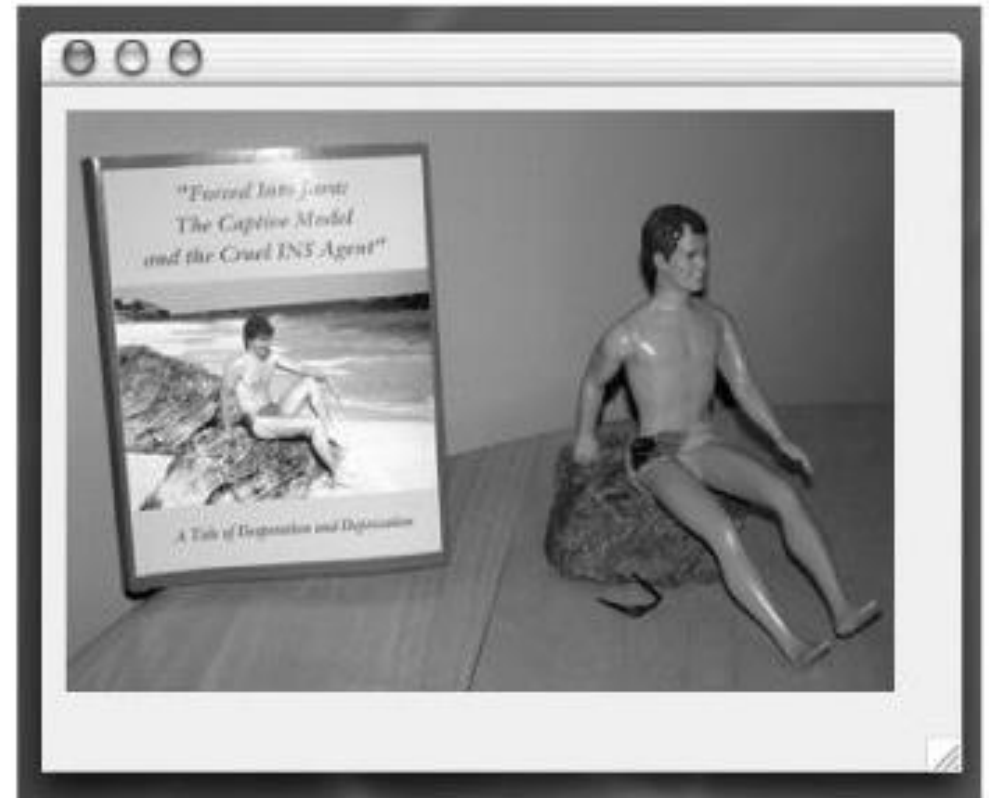 "Forced Into
The Captive Model
and the Cruel INS Agent"
A Tale of Desperation and Deprivation